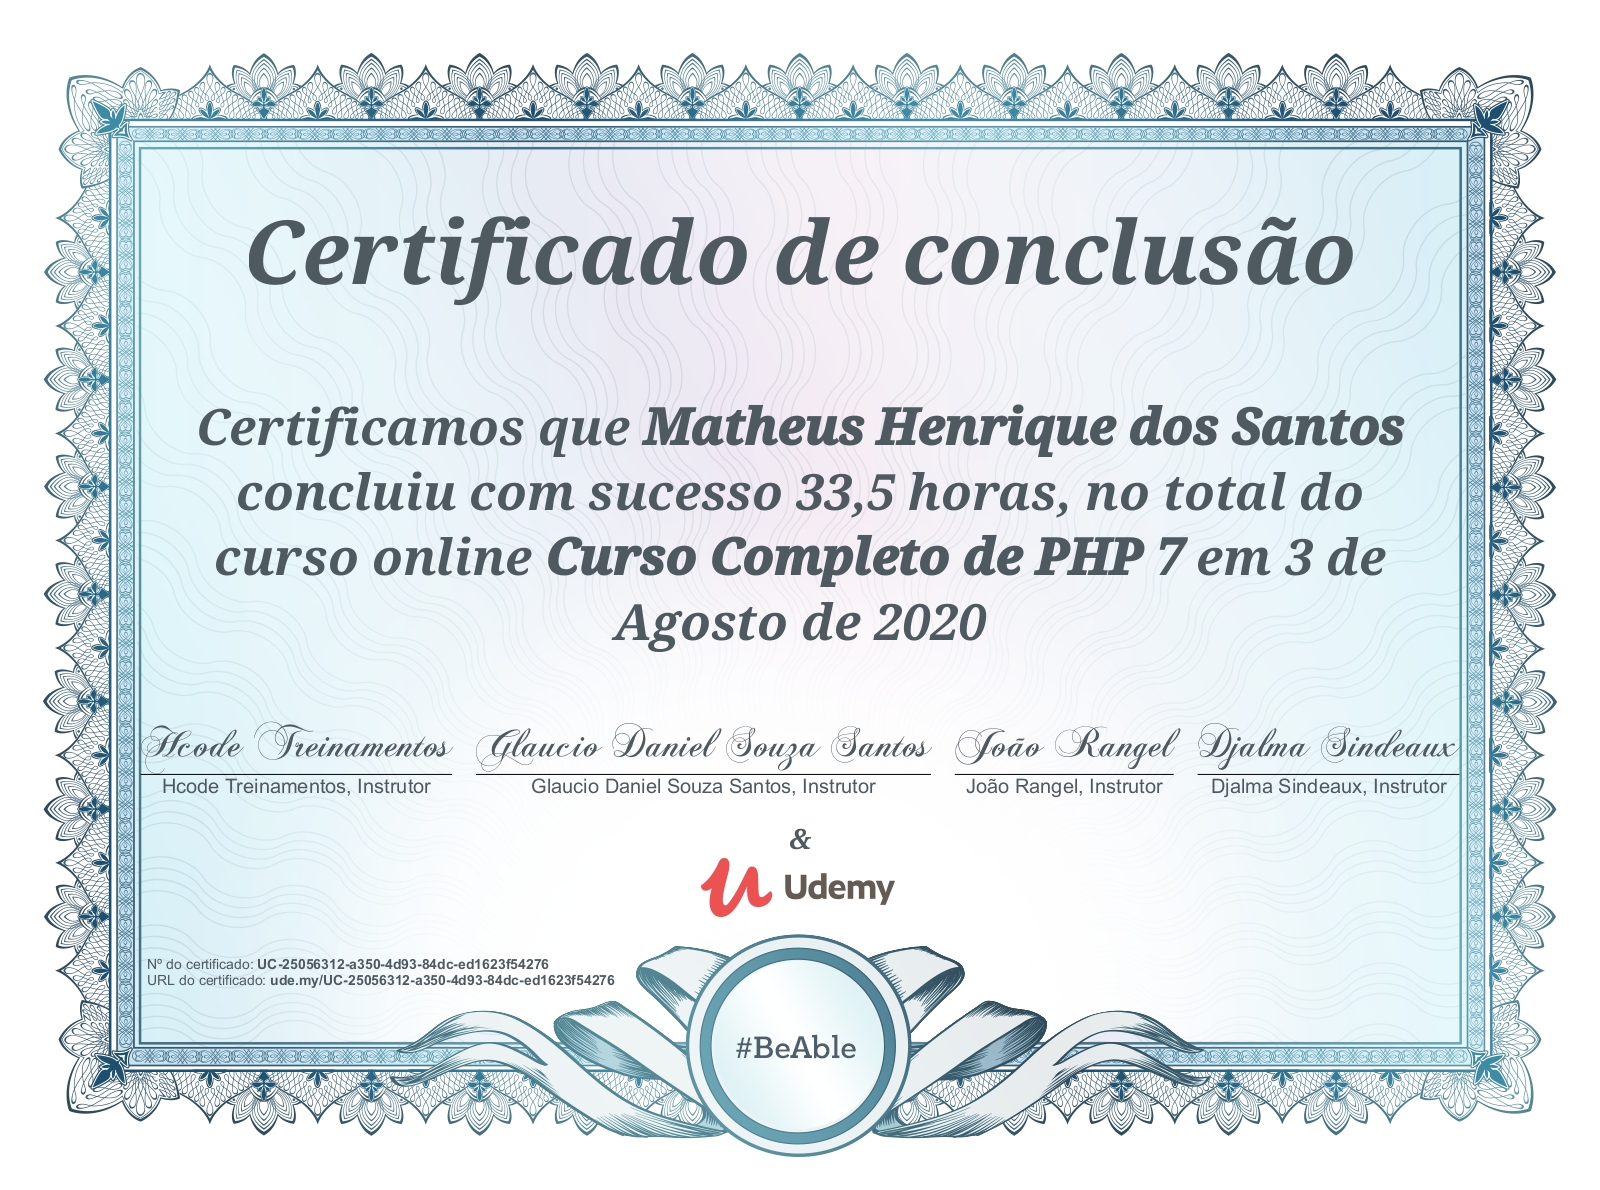 Certificado de conclusão
Certificamos que Matheus Henrique dos Santos
concluiu com sucesso 33,5 horas, no total do
curso online Curso Completo de PHP 7 em 3 de
Agosto de 2020
Hcode Treinamentos Glaucio Daniel Souza Santos João Rangel Djalma Sindeaux
Hcode Treinamentos, Instrutor Glaucio Daniel Souza Santos, Instrutor João Rangel, Instrutor Djalma Sindeaux, Instrutor
&
Udemy
Nº do certificado: UC-25056312-a350-4d93-84dc-ed1623f54276
URL do certificado: ude.my/UC-25056312-a350-4d93-84dc-ed1623f54276
#BeAble